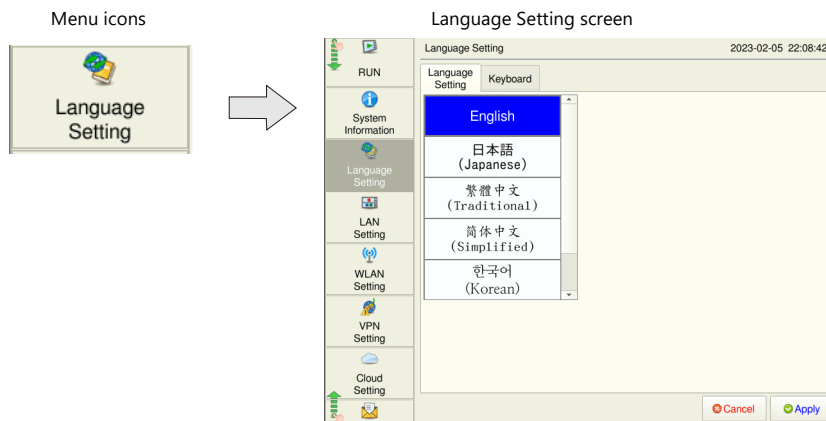 Menu icons
Language Setting screen
Language
Setting
RUN
System
Information
Language
Setting
LAN
Setting
WLAN
Setting
VPN
Setting
Cloud
Setting
Language Setting
2023-02-05 22:08:42
Language
Setting
Keyboard
English
日本語
(Japanese)
繁體中文
(Traditional)
简体中文
(Simplified)
한국어
(Korean)
Cancel
Apply